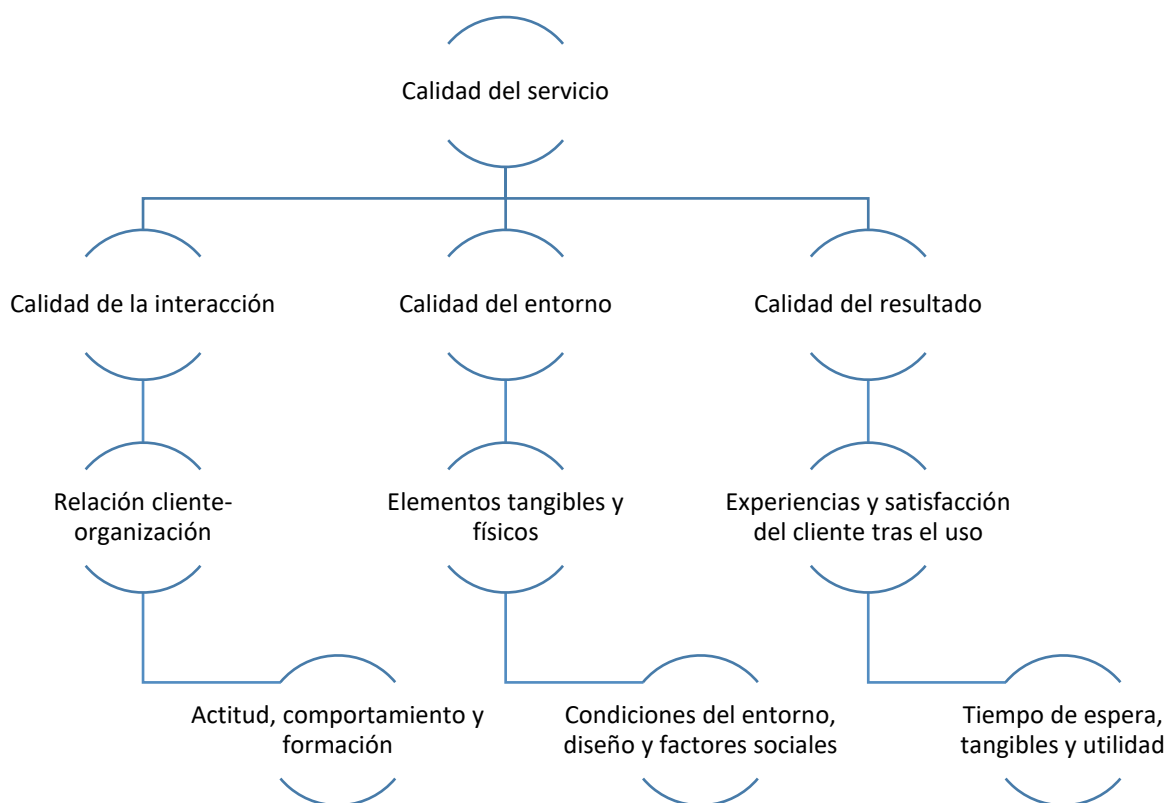 Calidad del servicio
Calidad de la interacción
Calidad del entorno
Calidad del resultado
Relación cliente-
organización
Elementos tangibles y
físicos
Experiencias y satisfacción
del cliente tras el uso
Actitud, comportamiento y
formación
Condiciones del entorno,
diseño y factores sociales
Tiempo de espera,
tangibles y utilidad